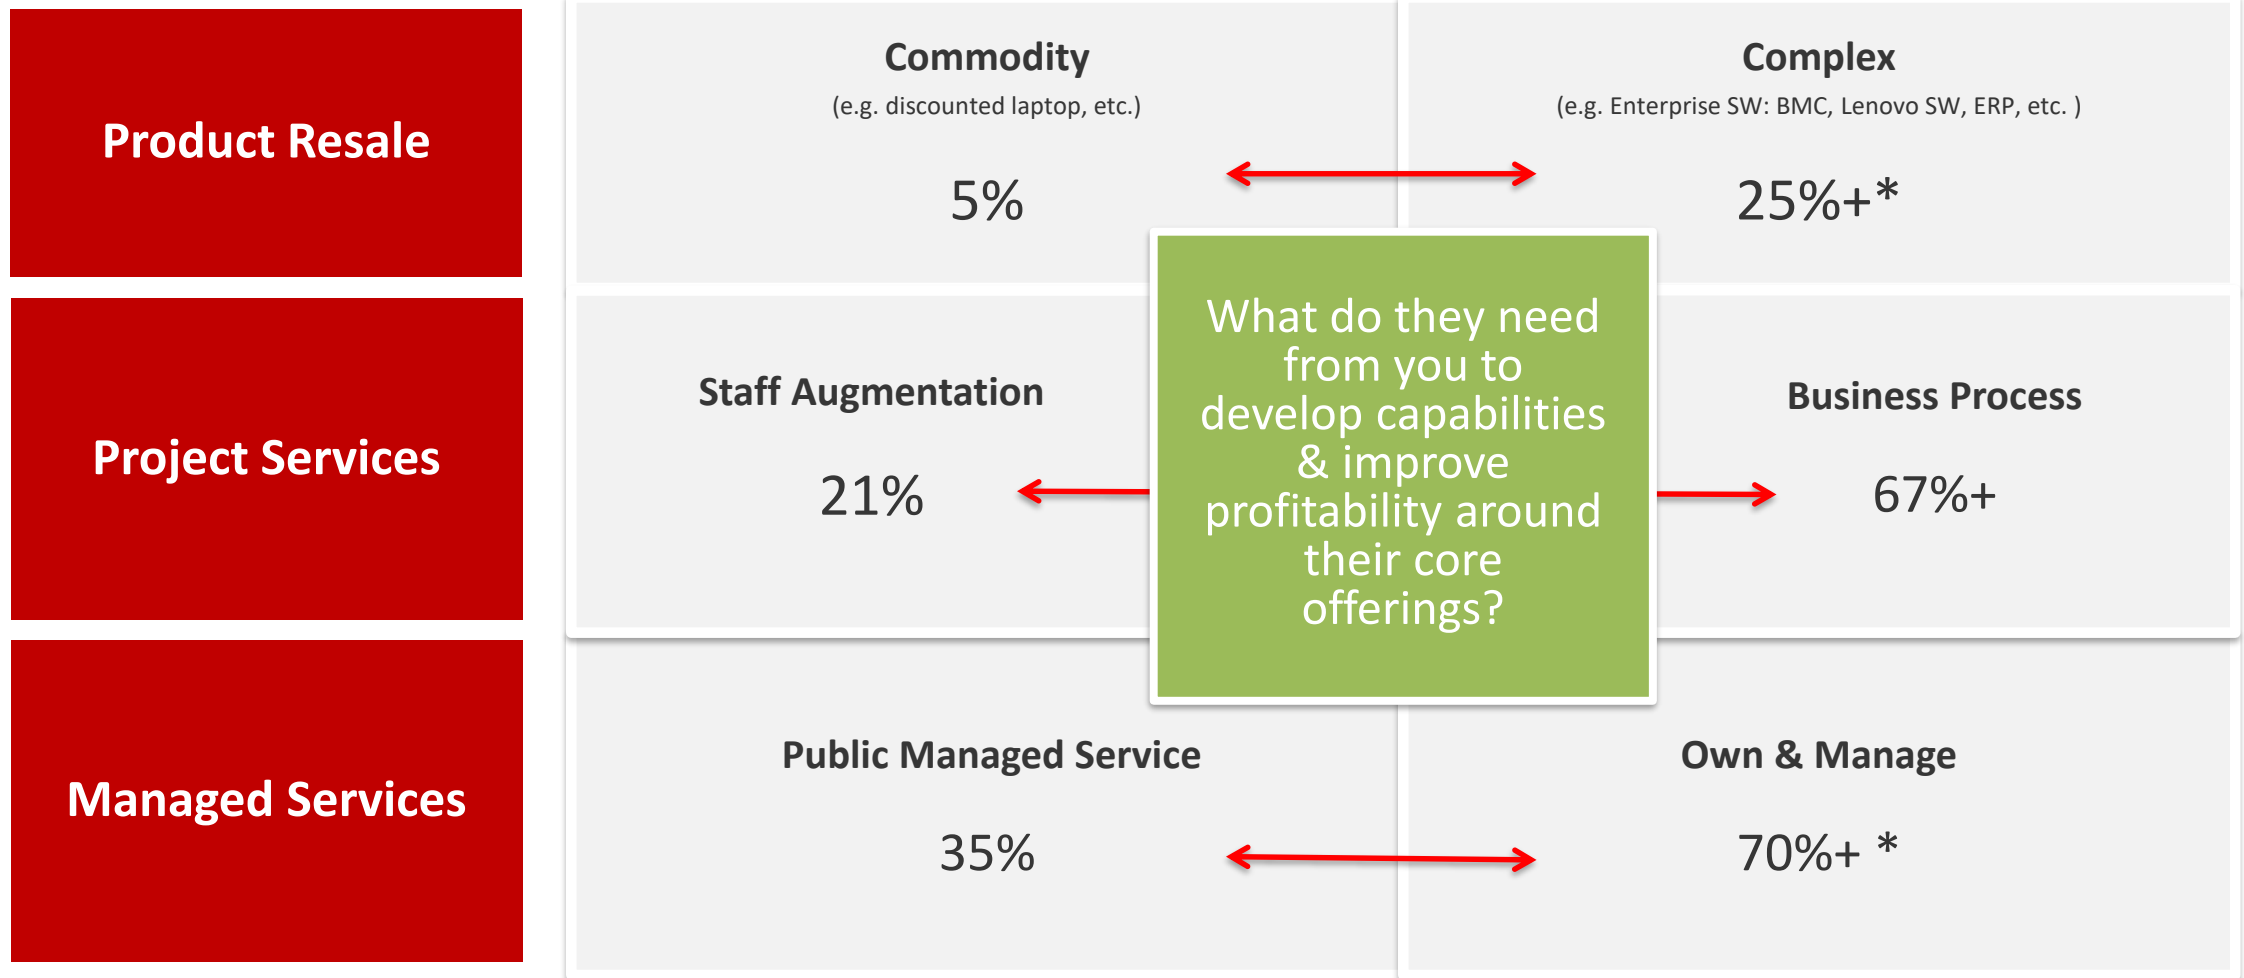 Product Resale
Commodity
(e.g. discounted laptop, etc.)
5%
Complex
(e.g. Enterprise SW: BMC, Lenovo SW, ERP, etc. )
25%+*
What do they need
from you to
develop capabilities
& improve
profitability around
their core
offerings?
Project Services
Staff Augmentation
21%
Business Process
67%+
Managed Services
Public Managed Service
35%
Own & Manage
70%+ *